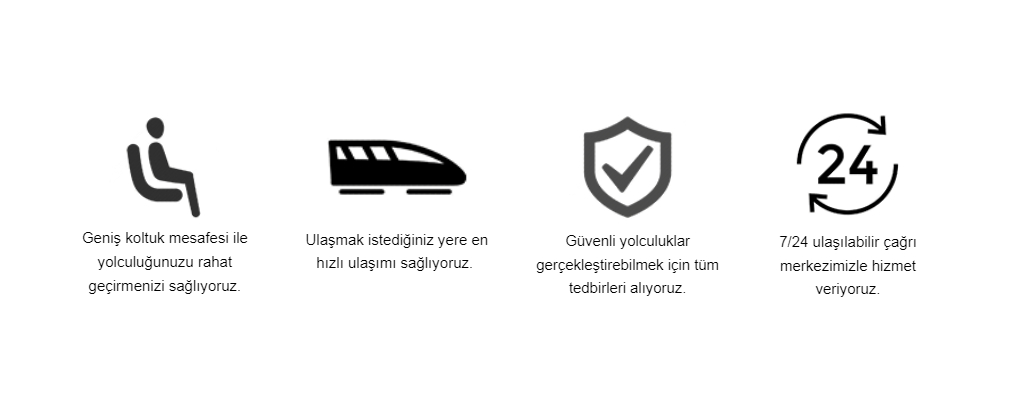 Geniş koltuk mesafesi ile
yolculuğunuzu rahat
geçirmenizi sağlıyoruz.
Ulaşmak istediğiniz yere en
hızlı ulaşımı sağlıyoruz.
Güvenli yolculuklar
gerçekleştirebilmek için tüm
tedbirleri alıyoruz.
24
7/24 ulaşılabilir çağrı
merkezimizle hizmet
veriyoruz.